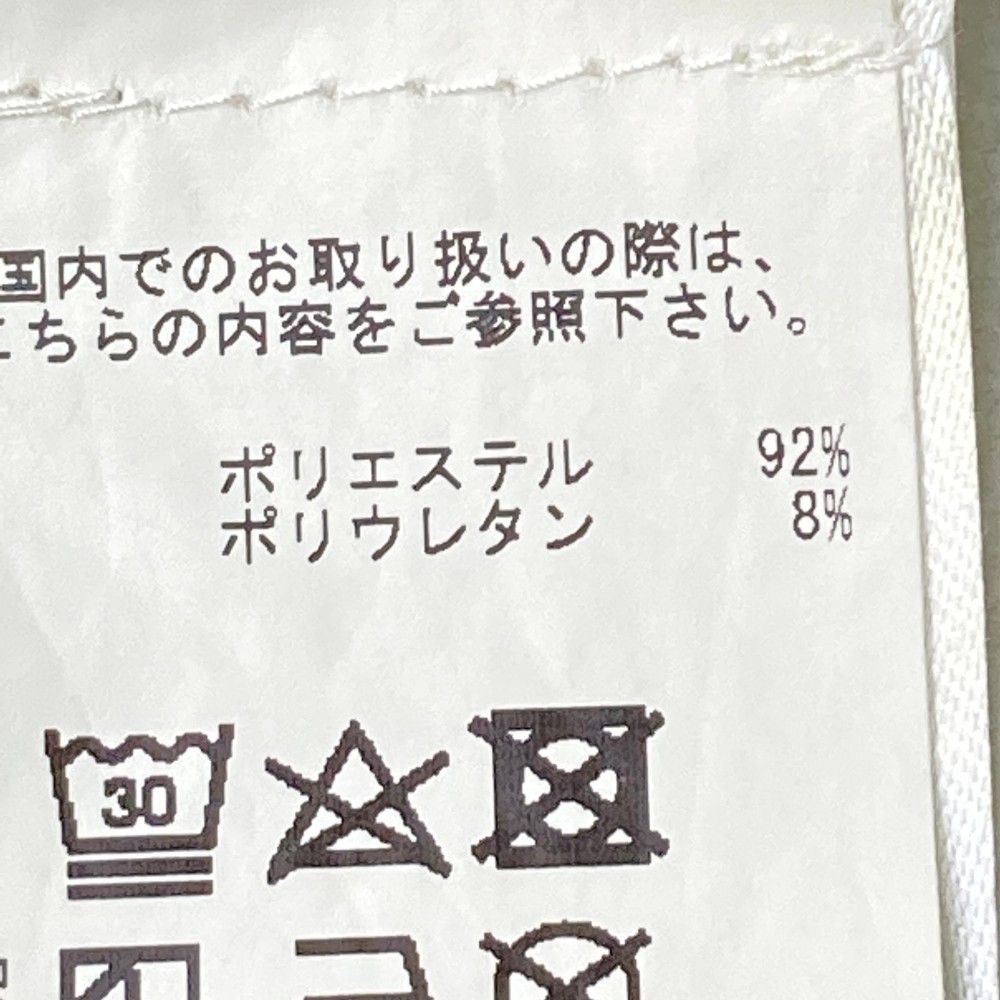 国内でのお取り扱いの際は、
こちらの内容をご参照下さい。
ポリエステル 92%
ポリウレタン 8%
30